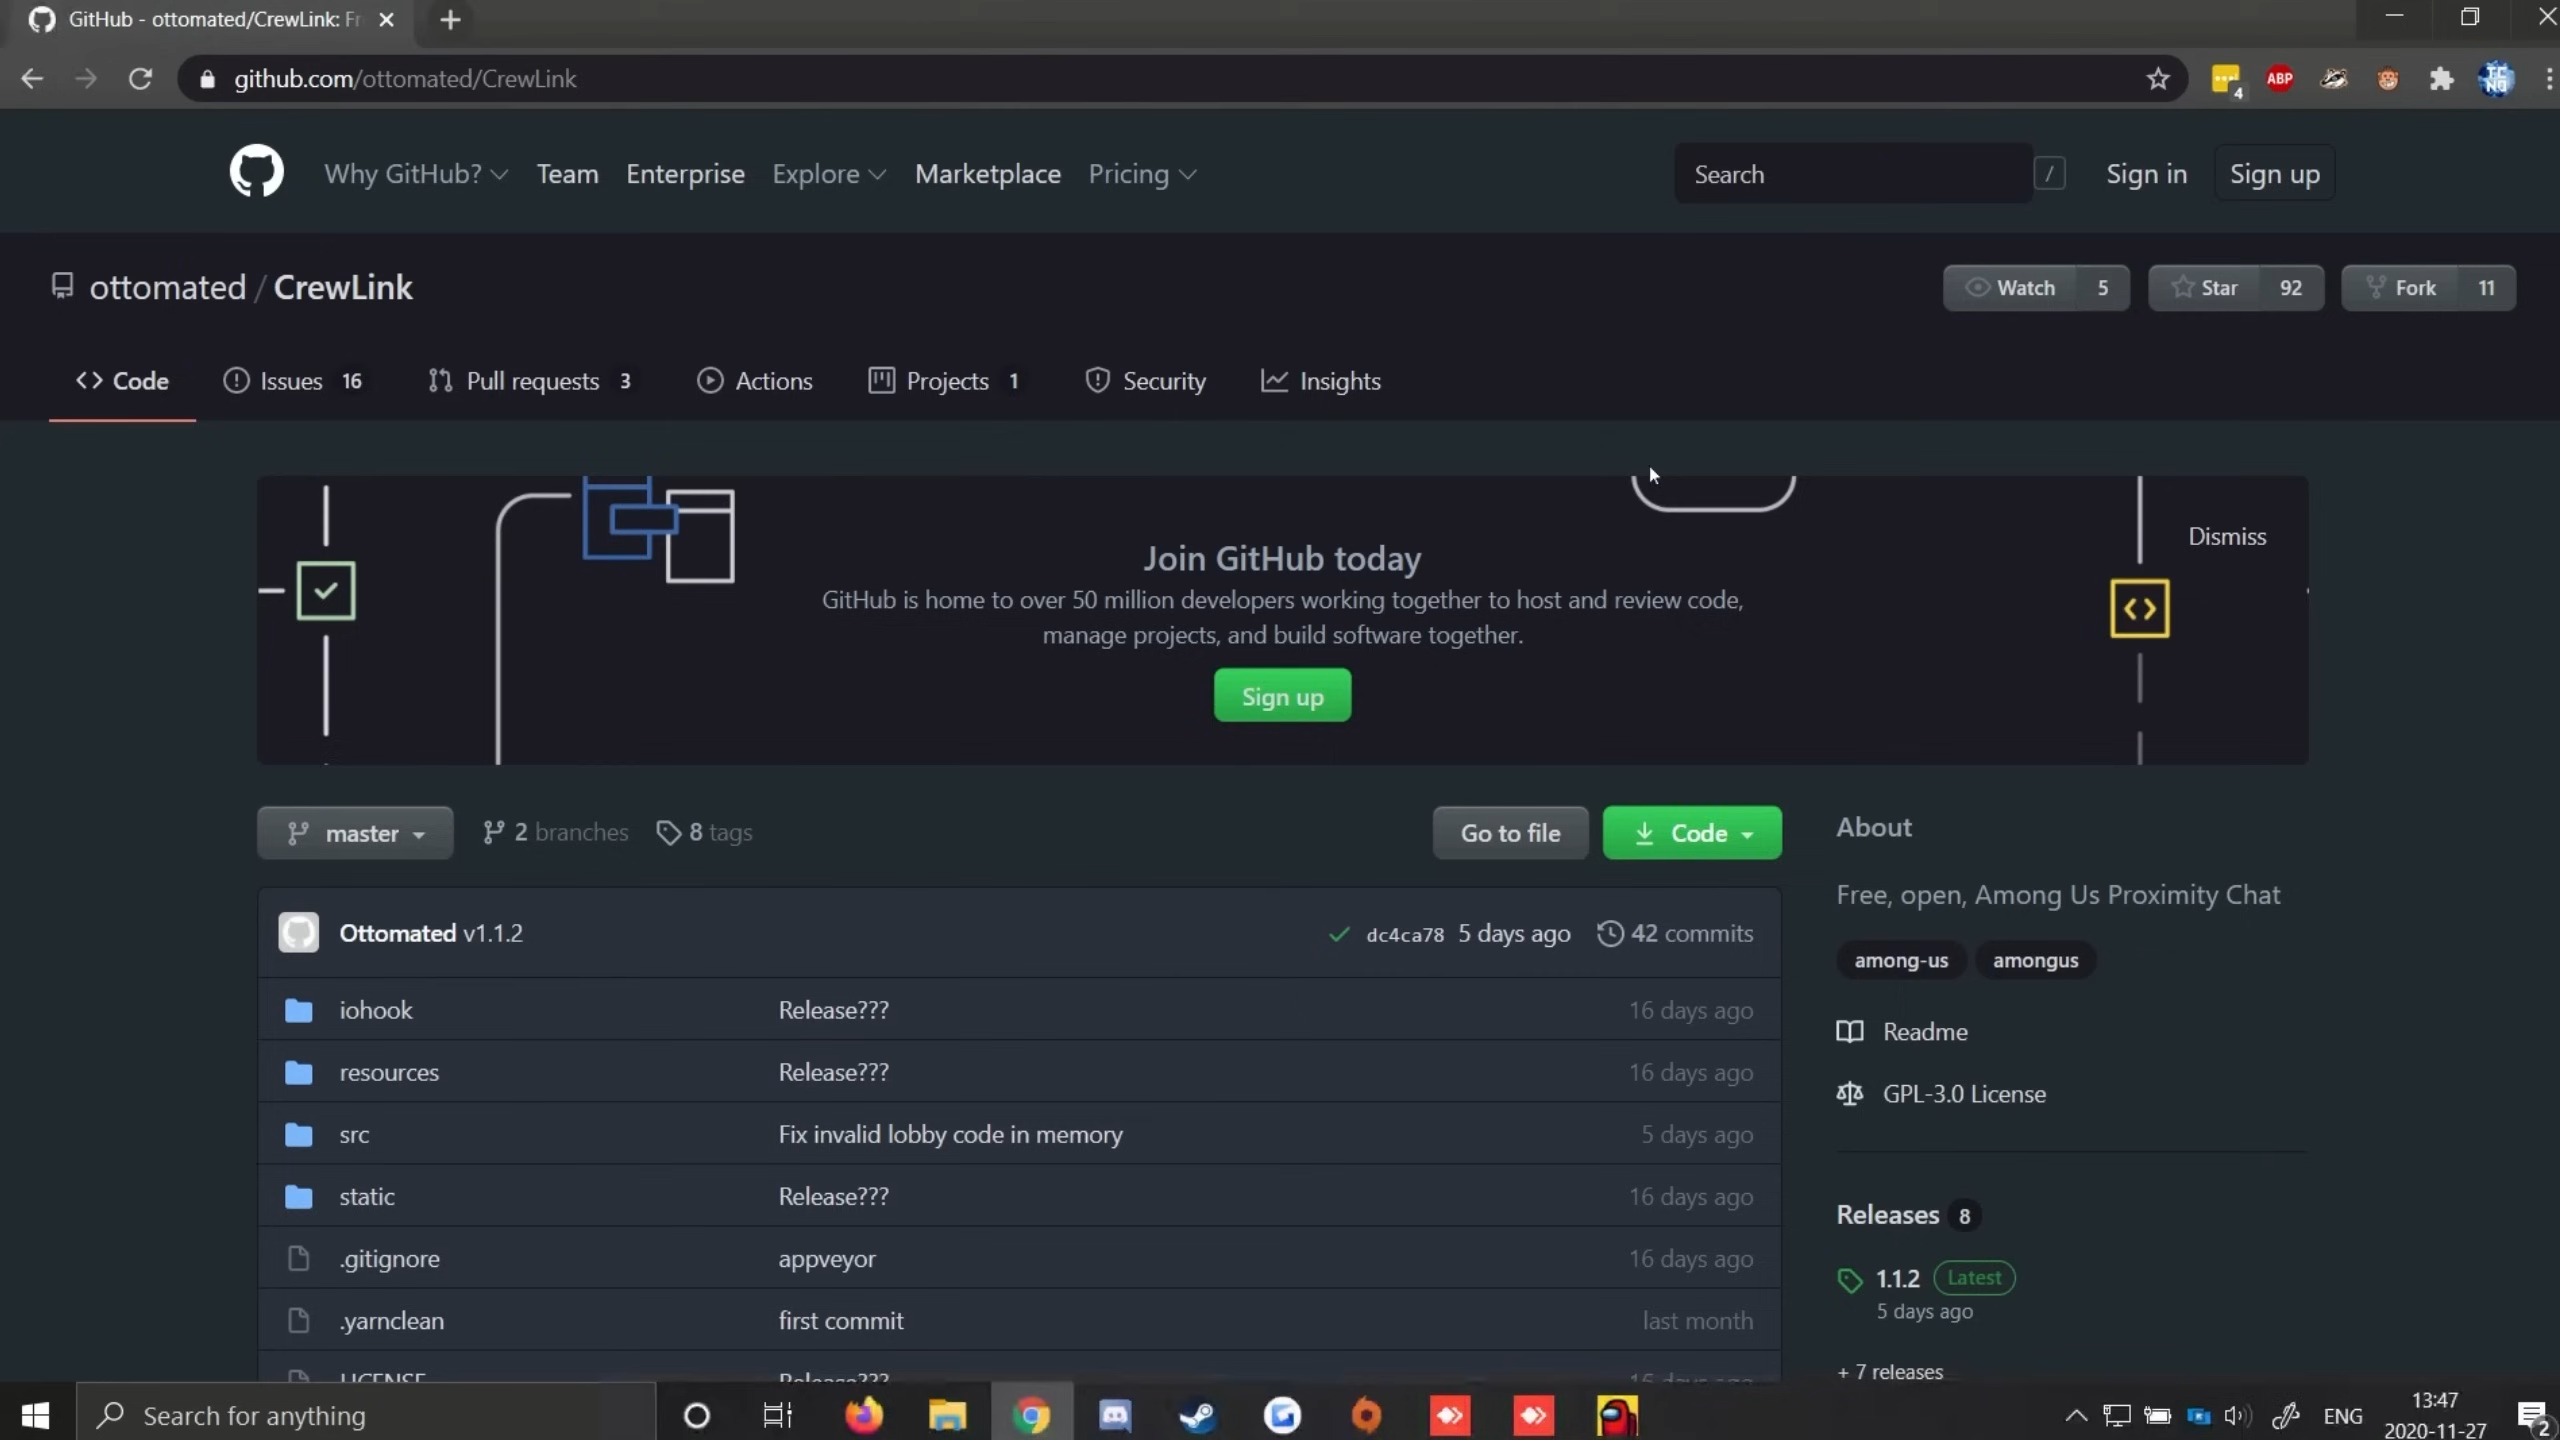 GitHub - ottomated/CrewLink: Fr
github.com/ottomated/CrewLink
4
ABP
Why GitHub?
Team
Enterprise
Explore
Marketplace
Pricing
Search
/
Sign in
Sign up
ottomated / CrewLink
Watch 5
Star 92
Fork 11
Code
Issues 16
Pull requests 3
Actions
Projects 1
Security
Insights
Dismiss
Join GitHub today
GitHub is home to over 50 million developers working together to host and review code,
manage projects, and build software together.
Sign up
master
2 branches
8 tags
Go to file
Code
Ottomated v1.1.2
dc4ca78 5 days ago
42 commits
iohook Release??? 16 days ago
resources Release??? 16 days ago
src Fix invalid lobby code in memory 5 days ago
static Release??? 16 days ago
.gitignore appveyor 16 days ago
.yarnclean first commit last month
LICENSE Release??? 16 days ago
About
Free, open, Among Us Proximity Chat
among-us amongus
Readme
GPL-3.0 License
Releases 8
1.1.2 Latest
5 days ago
+ 7 releases
Search for anything
ENG
13:47
2020-11-27
2